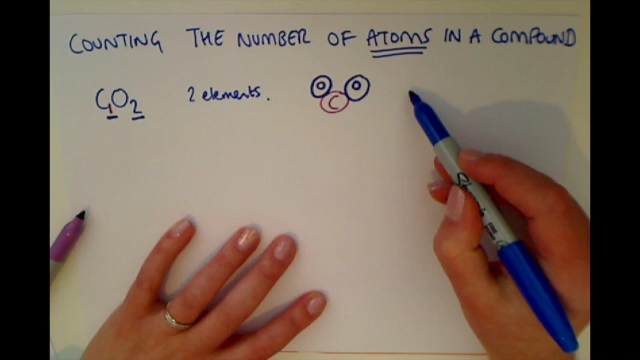 COUNTING THE NUMBER OF ATOMS IN A COMPOUND
C₁O₂ 2 elements. O C O